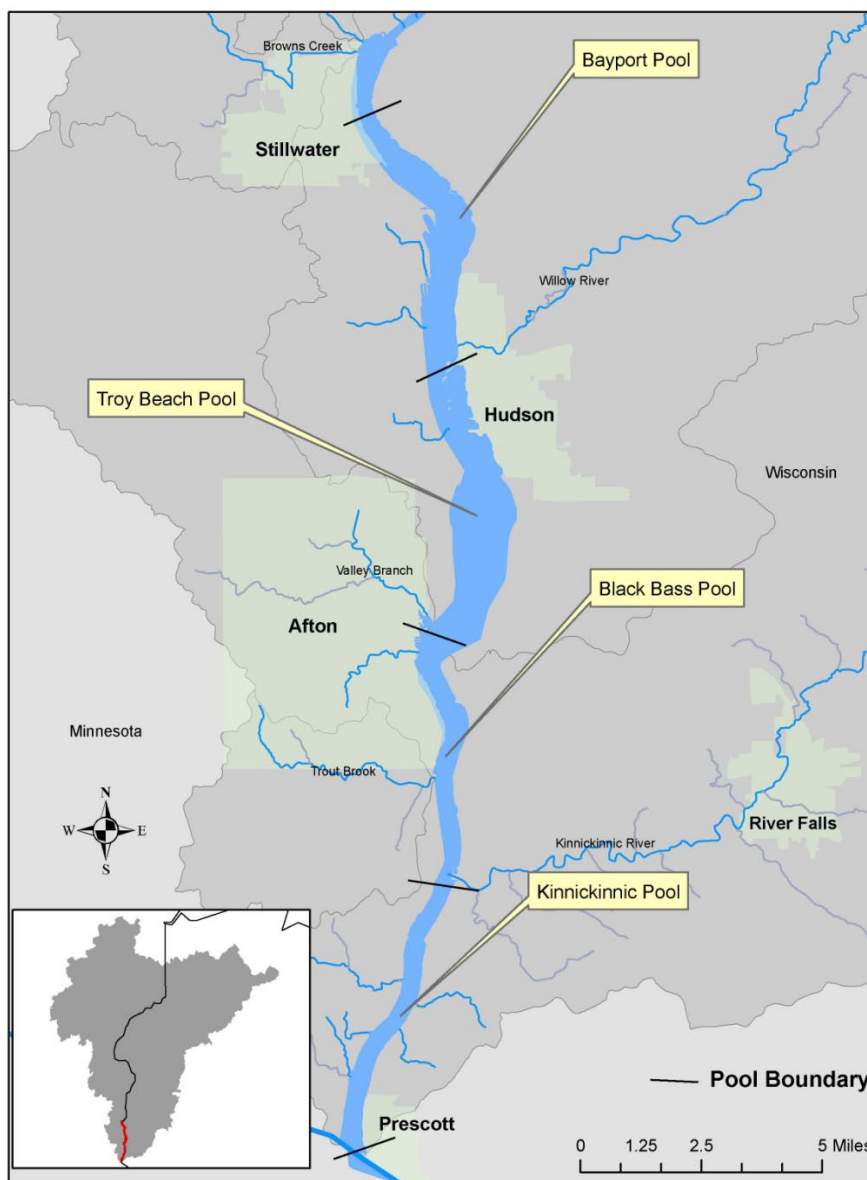 Browns Creek
Bayport Pool
Stillwater
Willow River
Troy Beach Pool
Hudson
Wisconsin
Valley Branch
Black Bass Pool
Afton
Minnesota
Trout Brook
N
W E
S
River Falls
Kinnickinnic River
Kinnickinnic Pool
Pool Boundary
Prescott
0 1.25 2.5 5 Miles